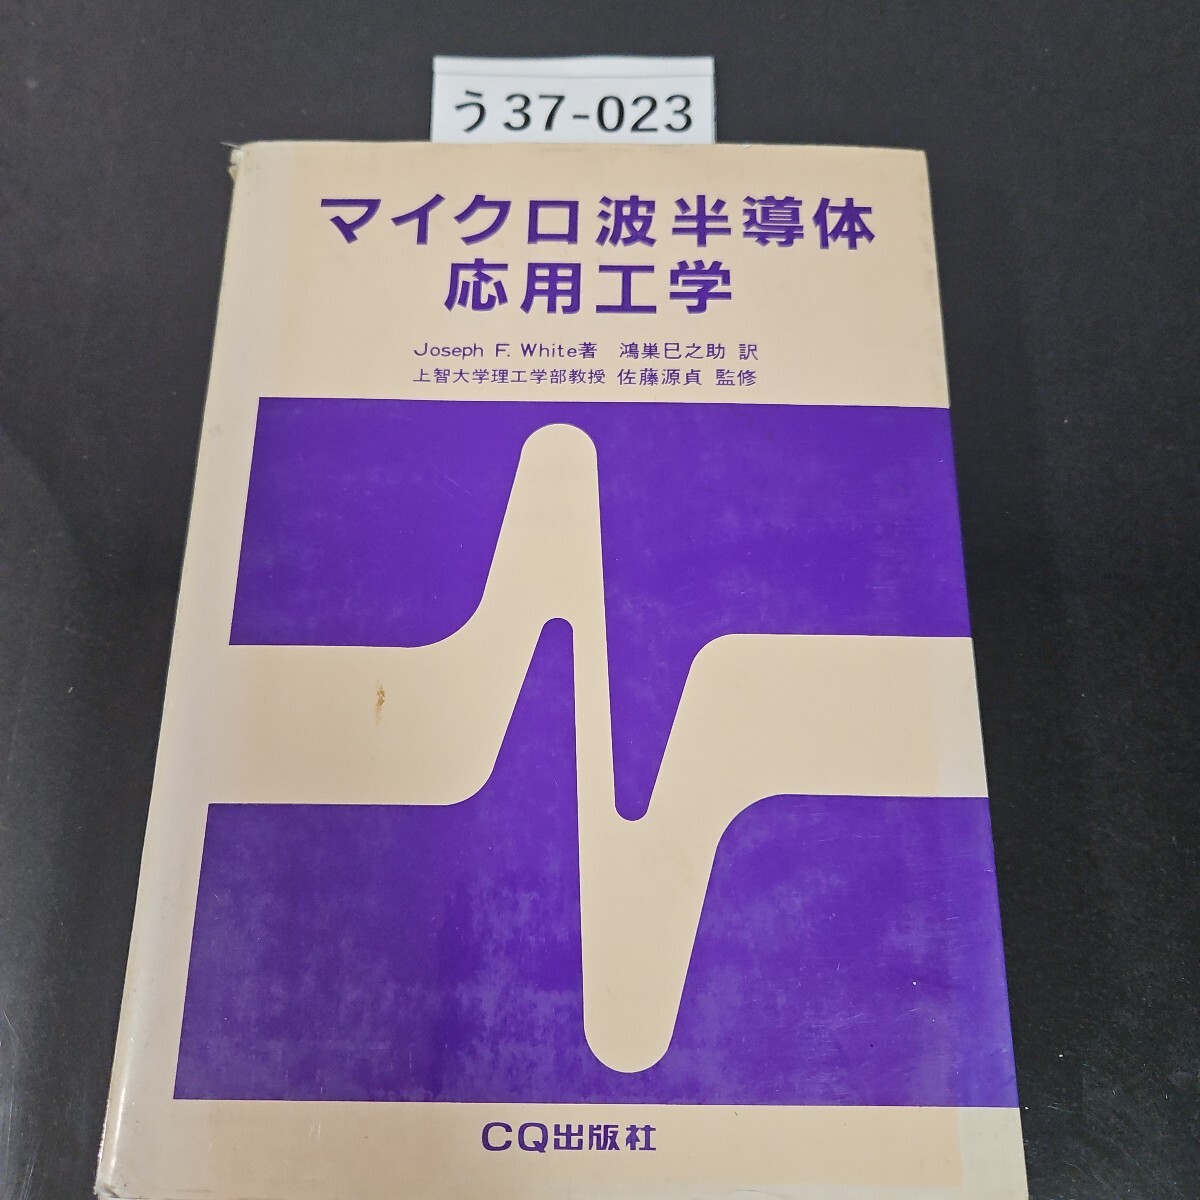 う37-023
マイクロ波半導体
応用工学
Joseph F. White著 鴻巣巳之助 訳
上智大学理工学部教授 佐藤源貞 監修
CQ出版社